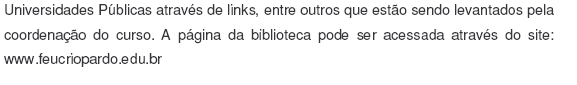 Universidades Públicas através de links, entre outros que estão sendo levantados pela
coordenação do curso. A página da biblioteca pode ser acessada através do site:
www.feucriopardo.edu.br